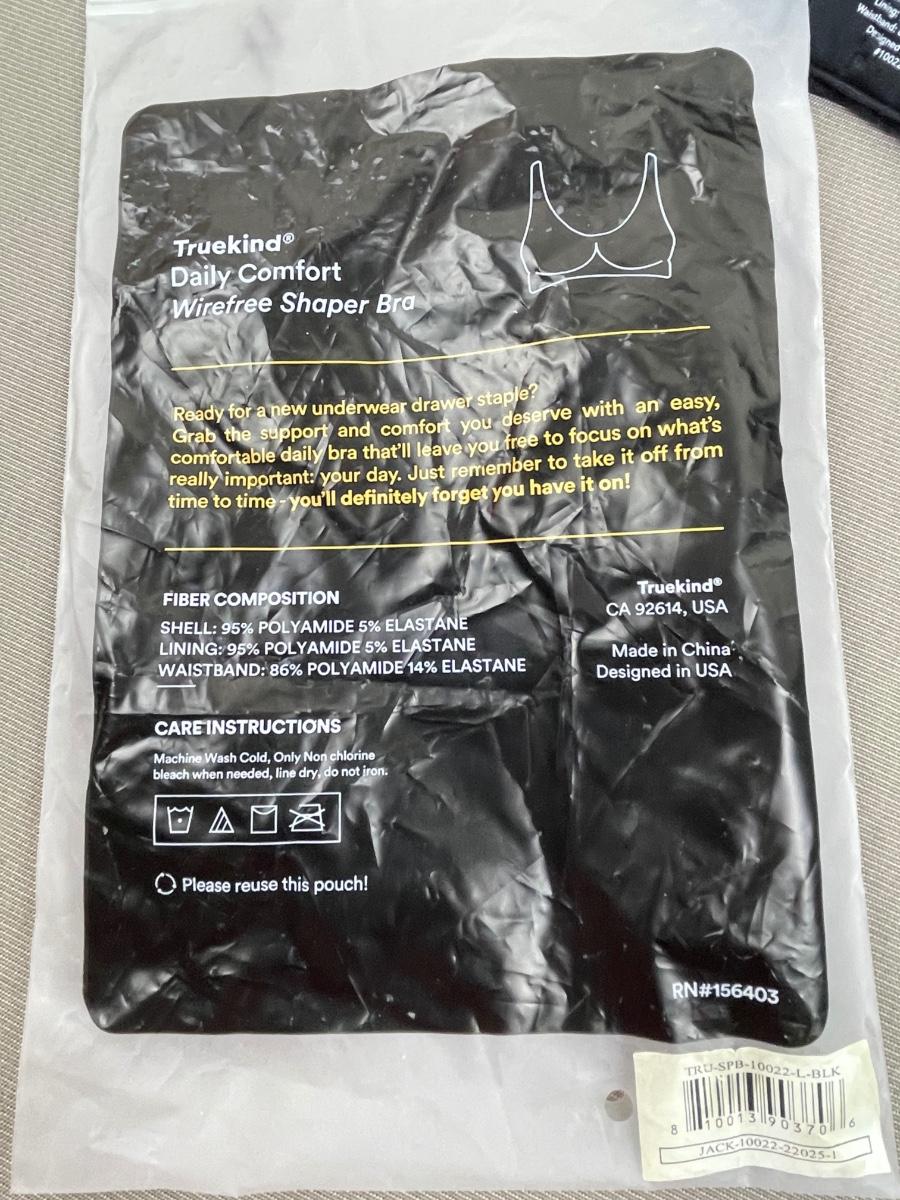 Truekind®
Daily Comfort
Wirefree Shaper Bra
Ready for a new underwear drawer staple?
Grab the support and comfort you deserve with an easy,
comfortable daily bra that'll leave you free to focus on what's
really important: your day. Just remember to take it off from
time to time - you'll definitely forget you have it on!
FIBER COMPOSITION
SHELL: 95% POLYAMIDE 5% ELASTANE
LINING: 95% POLYAMIDE 5% ELASTANE
WAISTBAND: 86% POLYAMIDE 14% ELASTANE
Truekind®
CA 92614, USA
Made in China
Designed in USA
CARE INSTRUCTIONS
Machine Wash Cold, Only Non chlorine
bleach when needed, line dry, do not iron.
Please reuse this pouch!
RN#156403
TRU-SPB-10022-L-BLK
8 10013 90370 6
JACK-10022-22025-1
Lining:
Waistband:
Designed
#10022